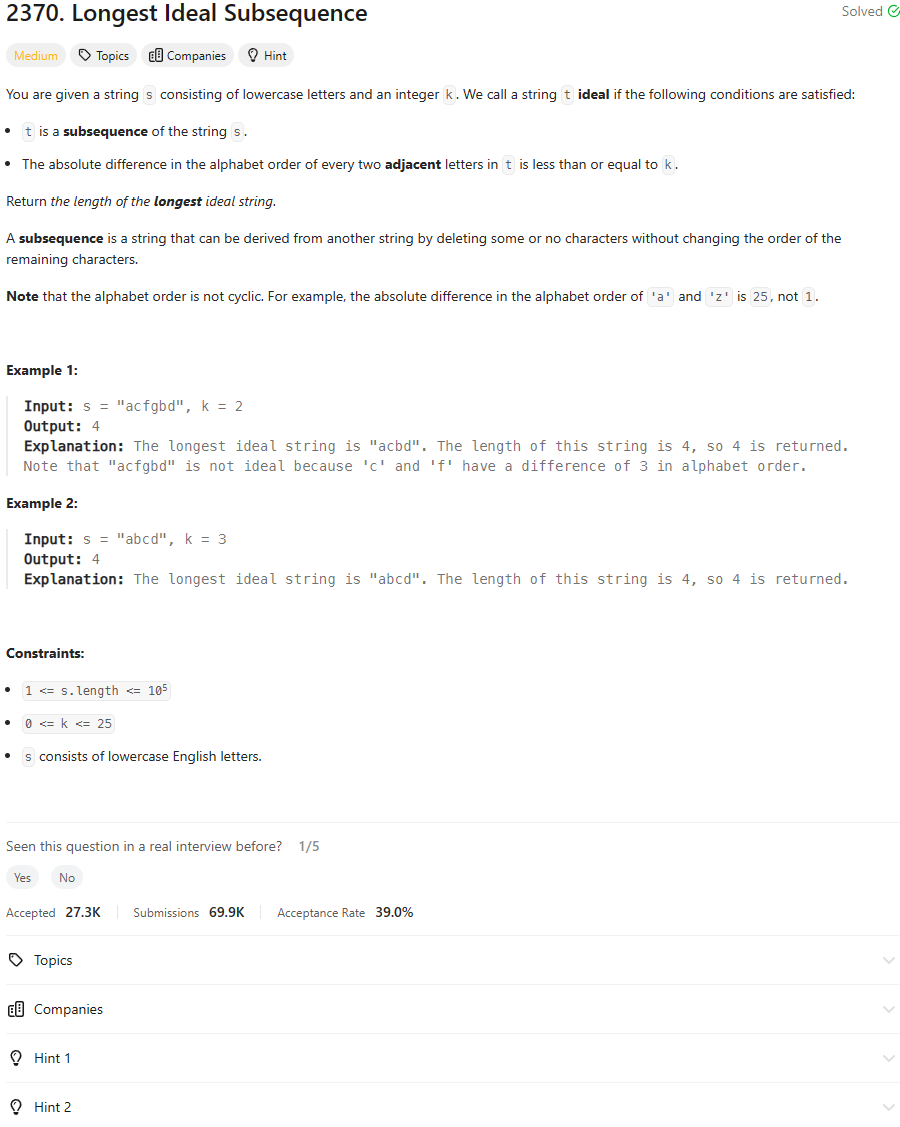 2370. Longest Ideal Subsequence
Solved
Medium Topics Companies Hint
You are given a string s consisting of lowercase letters and an integer k. We call a string t ideal if the following conditions are satisfied:
• t is a subsequence of the string s.
• The absolute difference in the alphabet order of every two adjacent letters in t is less than or equal to k.
Return the length of the longest ideal string.
A subsequence is a string that can be derived from another string by deleting some or no characters without changing the order of the
remaining characters.
Note that the alphabet order is not cyclic. For example, the absolute difference in the alphabet order of 'a' and 'z' is 25, not 1.
Example 1:
Input: s = "acfgbd", k = 2
Output: 4
Explanation: The longest ideal string is "acbd". The length of this string is 4, so 4 is returned.
Note that "acfgbd" is not ideal because 'c' and 'f' have a difference of 3 in alphabet order.
Example 2:
Input: s = "abcd", k = 3
Output: 4
Explanation: The longest ideal string is "abcd". The length of this string is 4, so 4 is returned.
Constraints:
• 1 <= s.length <= 10⁵
• 0 <= k <= 25
• s consists of lowercase English letters.
Seen this question in a real interview before? 1/5
Yes No
Accepted 27.3K Submissions 69.9K Acceptance Rate 39.0%
Topics
Companies
Hint 1
Hint 2